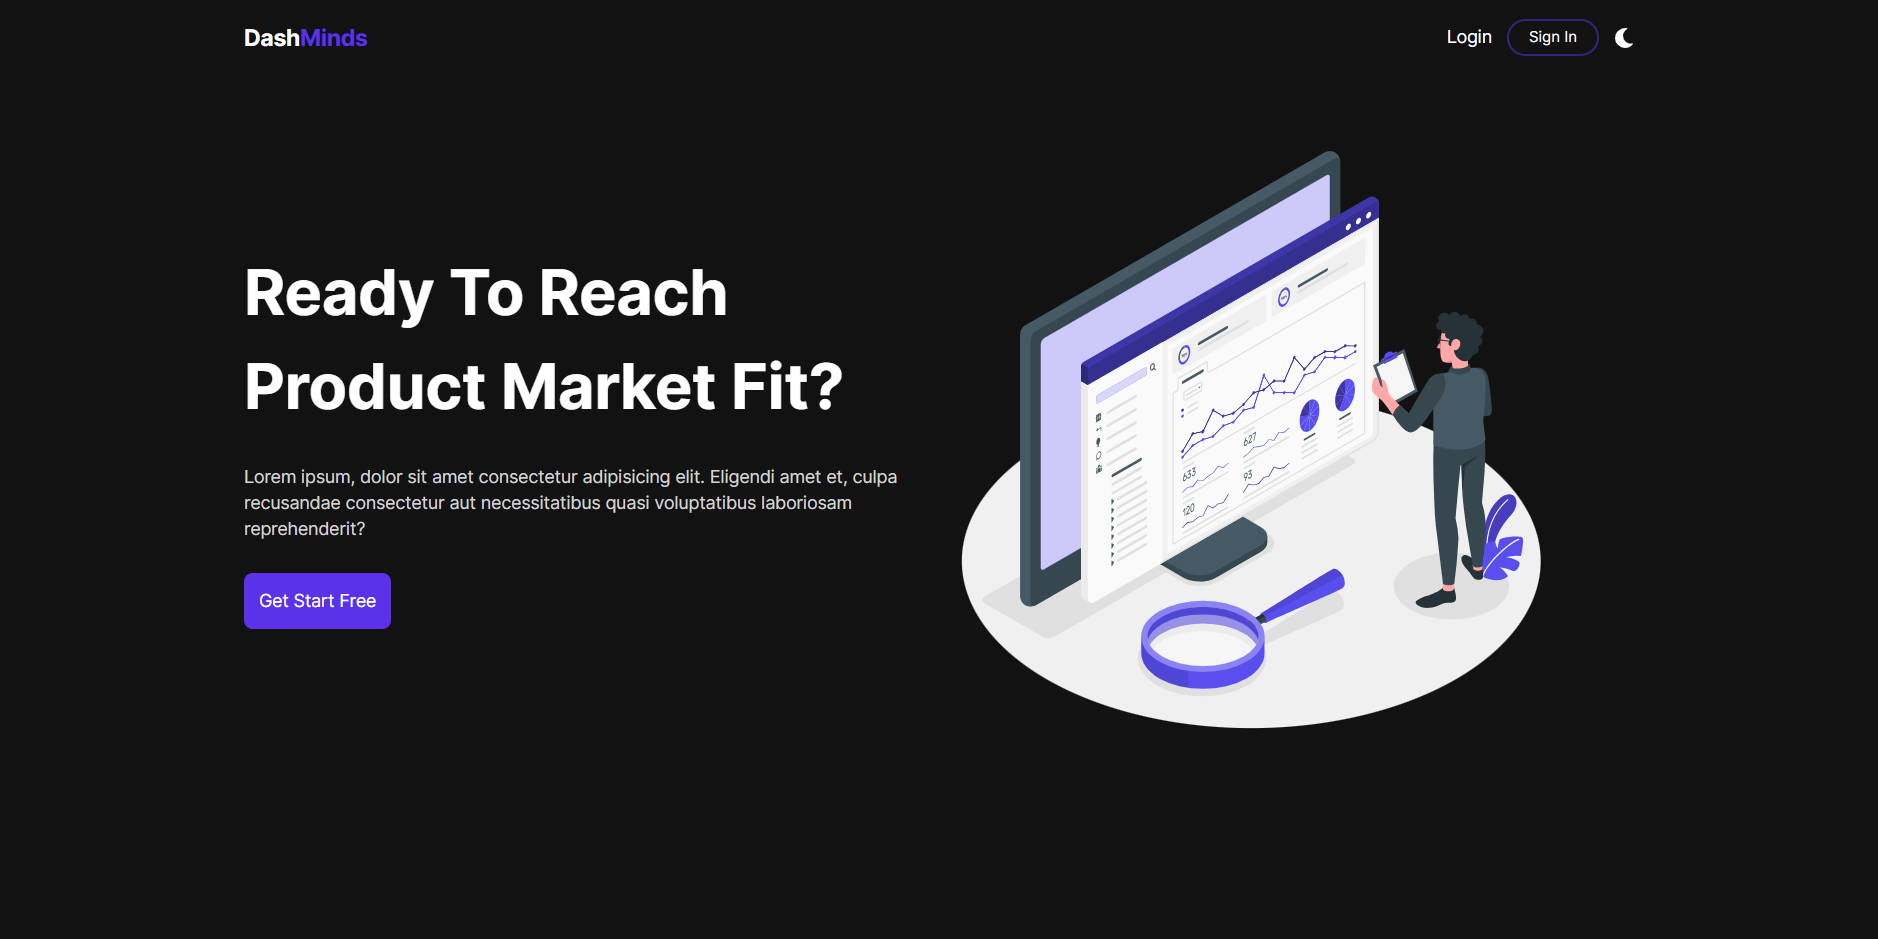 DashMinds
Login
Sign In
Ready To Reach
Product Market Fit?
Lorem ipsum, dolor sit amet consectetur adipisicing elit. Eligendi amet et, culpa
recusandae consectetur aut necessitatibus quasi voluptatibus laboriosam
reprehenderit?
Get Start Free
627
633
93
120